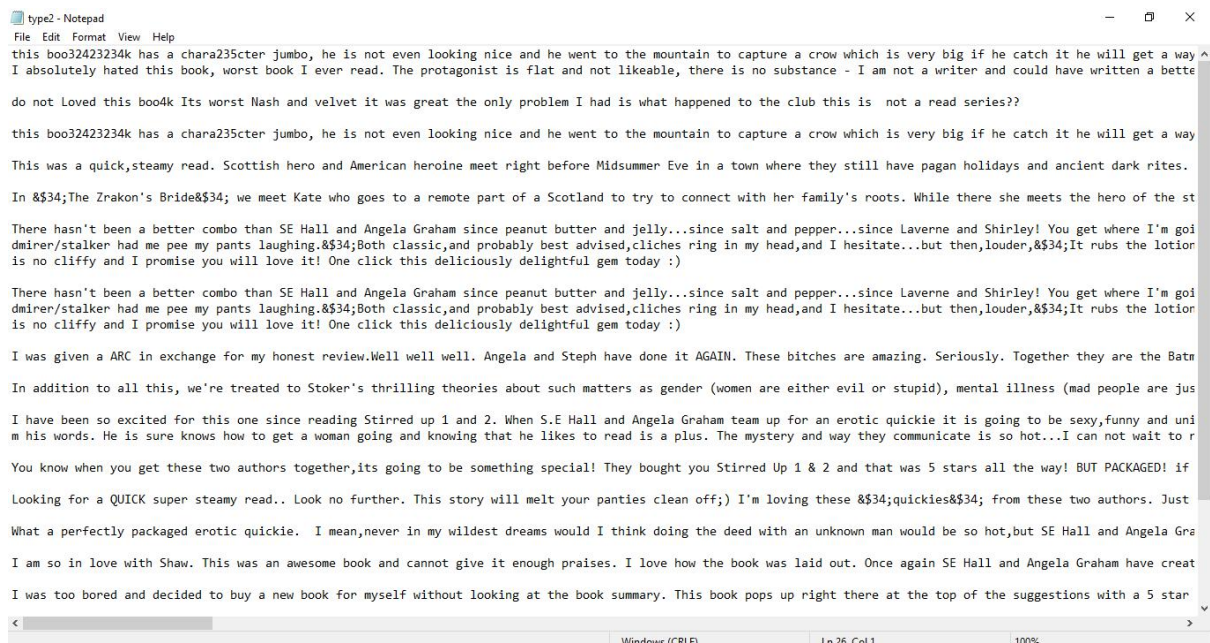 type2 - Notepad
File Edit Format View Help
this boo32423234k has a chara235cter jumbo, he is not even looking nice and he went to the mountain to capture a crow which is very big if he catch it he will get a way
I absolutely hated this book, worst book I ever read. The protagonist is flat and not likeable, there is no substance - I am not a writer and could have written a bette
do not Loved this boo4k Its worst Nash and velvet it was great the only problem I had is what happened to the club this is  not a read series??
this boo32423234k has a chara235cter jumbo, he is not even looking nice and he went to the mountain to capture a crow which is very big if he catch it he will get a way
This was a quick,steamy read. Scottish hero and American heroine meet right before Midsummer Eve in a town where they still have pagan holidays and ancient dark rites.
In &$34;The Zrakon's Bride&$34; we meet Kate who goes to a remote part of a Scotland to try to connect with her family's roots. While there she meets the hero of the st
There hasn't been a better combo than SE Hall and Angela Graham since peanut butter and jelly...since salt and pepper...since Laverne and Shirley! You get where I'm goi
dmirer/stalker had me pee my pants laughing.&$34;Both classic,and probably best advised,cliches ring in my head,and I hesitate...but then,louder,&$34;It rubs the lotion
is no cliffy and I promise you will love it! One click this deliciously delightful gem today :)
There hasn't been a better combo than SE Hall and Angela Graham since peanut butter and jelly...since salt and pepper...since Laverne and Shirley! You get where I'm goi
dmirer/stalker had me pee my pants laughing.&$34;Both classic,and probably best advised,cliches ring in my head,and I hesitate...but then,louder,&$34;It rubs the lotion
is no cliffy and I promise you will love it! One click this deliciously delightful gem today :)
I was given a ARC in exchange for my honest review.Well well well. Angela and Steph have done it AGAIN. These bitches are amazing. Seriously. Together they are the Batm
In addition to all this, we're treated to Stoker's thrilling theories about such matters as gender (women are either evil or stupid), mental illness (mad people are jus
I have been so excited for this one since reading Stirred up 1 and 2. When S.E Hall and Angela Graham team up for an erotic quickie it is going to be sexy,funny and uni
m his words. He is sure knows how to get a woman going and knowing that he likes to read is a plus. The mystery and way they communicate is so hot...I can not wait to r
You know when you get these two authors together,its going to be something special! They bought you Stirred Up 1 & 2 and that was 5 stars all the way! BUT PACKAGED! if
Looking for a QUICK super steamy read.. Look no further. This story will melt your panties clean off;) I'm loving these &$34;quickies&$34; from these two authors. Just
What a perfectly packaged erotic quickie.  I mean,never in my wildest dreams would I think doing the deed with an unknown man would be so hot,but SE Hall and Angela Gra
I am so in love with Shaw. This was an awesome book and cannot give it enough praises. I love how the book was laid out. Once again SE Hall and Angela Graham have creat
I was too bored and decided to buy a new book for myself without looking at the book summary. This book pops up right there at the top of the suggestions with a 5 star
Windows (CRLF) Ln 26, Col 1 100%